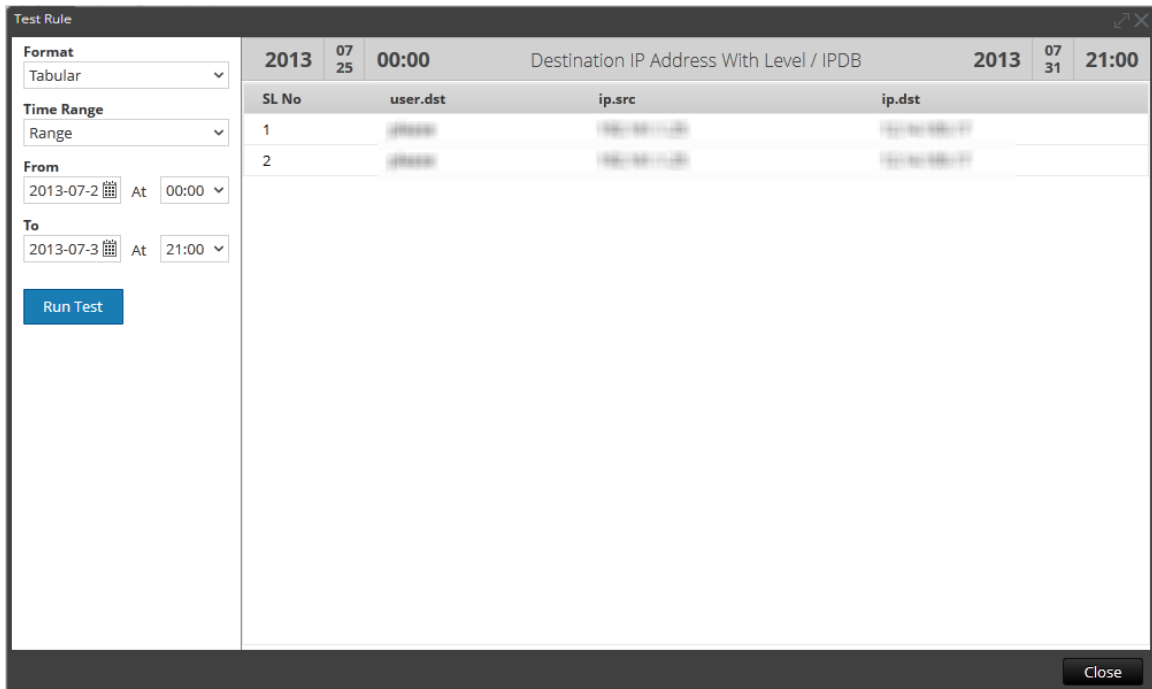 Test Rule
Format
Tabular
Time Range
Range
From
2013-07-2 At 00:00
To
2013-07-3 At 21:00
Run Test
2013 07 25 00:00 Destination IP Address With Level / IPDB 2013 07 31 21:00
SL No user.dst ip.src ip.dst
1
2
Close